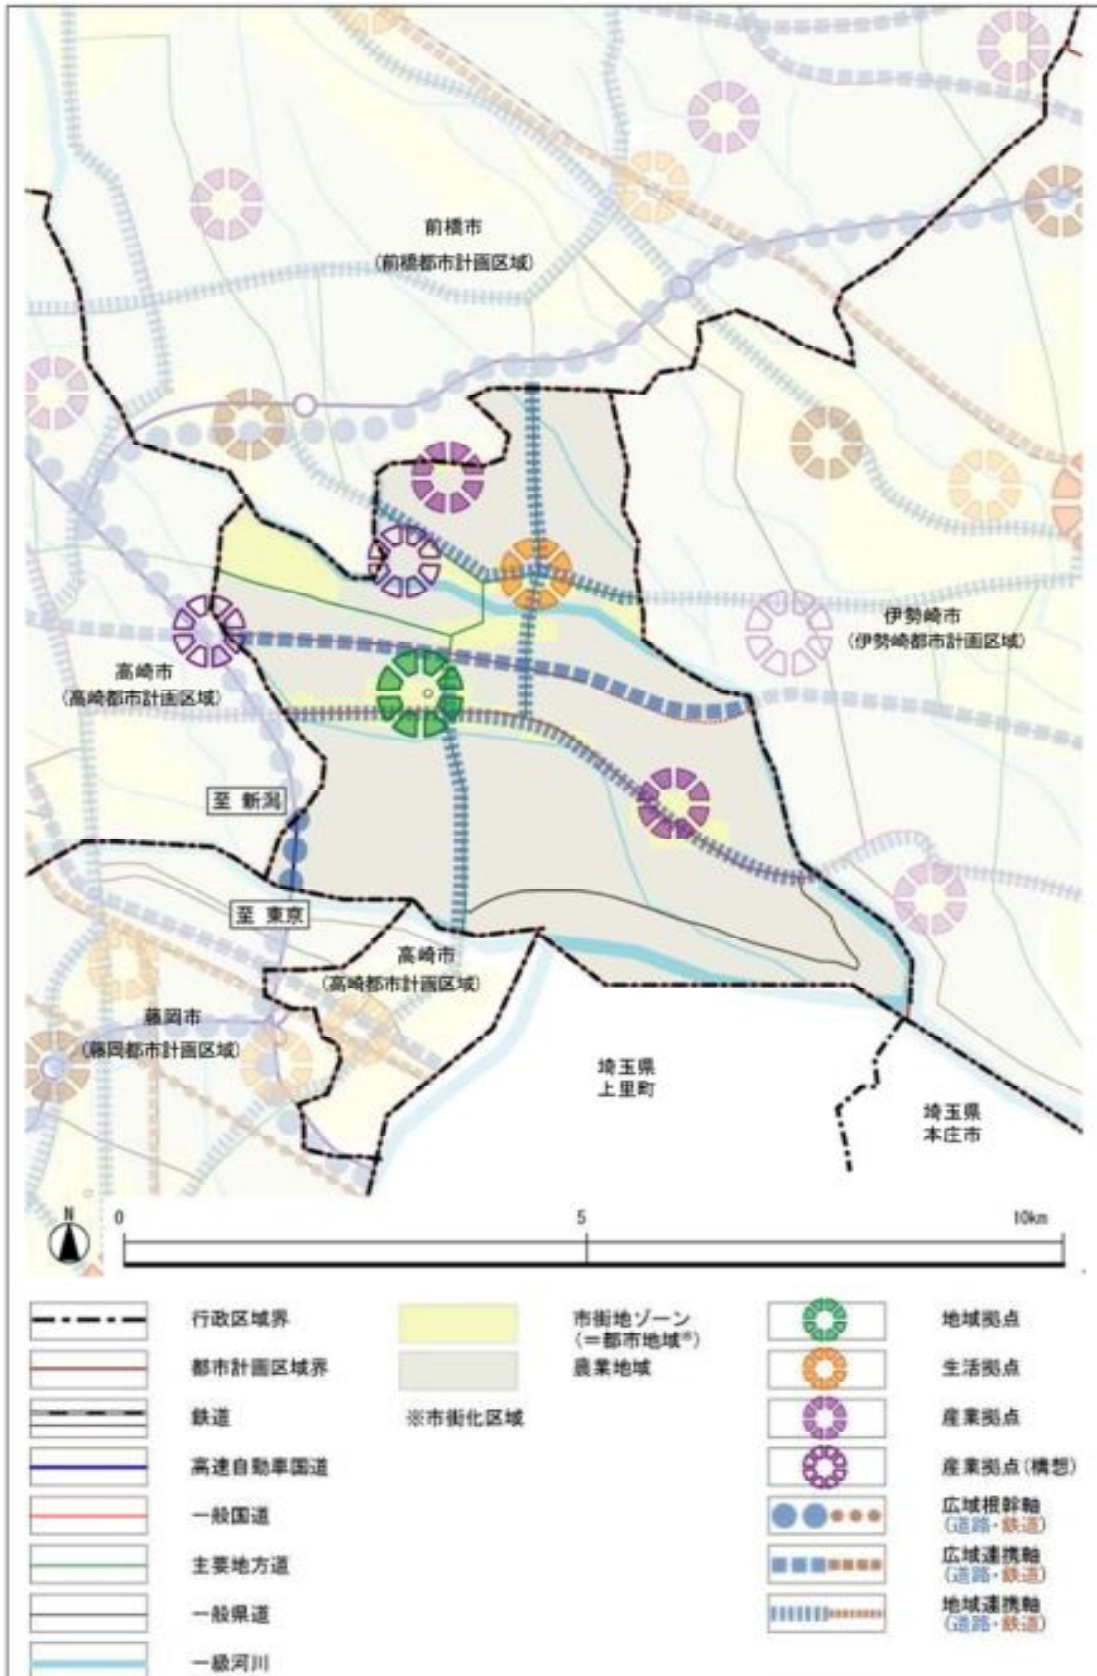 前橋市
(前橋都市計画区域)
伊勢崎市
(伊勢崎都市計画区域)
高崎市
(高崎都市計画区域)
至 新潟
至 東京
高崎市
(高崎都市計画区域)
藤岡市
(藤岡都市計画区域)
埼玉県
上里町
埼玉県
本庄市
N
0
5
10km
行政区域界
都市計画区域界
鉄道
高速自動車国道
一般国道
主要地方道
一般県道
一級河川
市街地ゾーン
(=都市地域※)
農業地域
※市街化区域
地域拠点
生活拠点
産業拠点
産業拠点(構想)
広域根幹軸
(道路・鉄道)
広域連携軸
(道路・鉄道)
地域連携軸
(道路・鉄道)